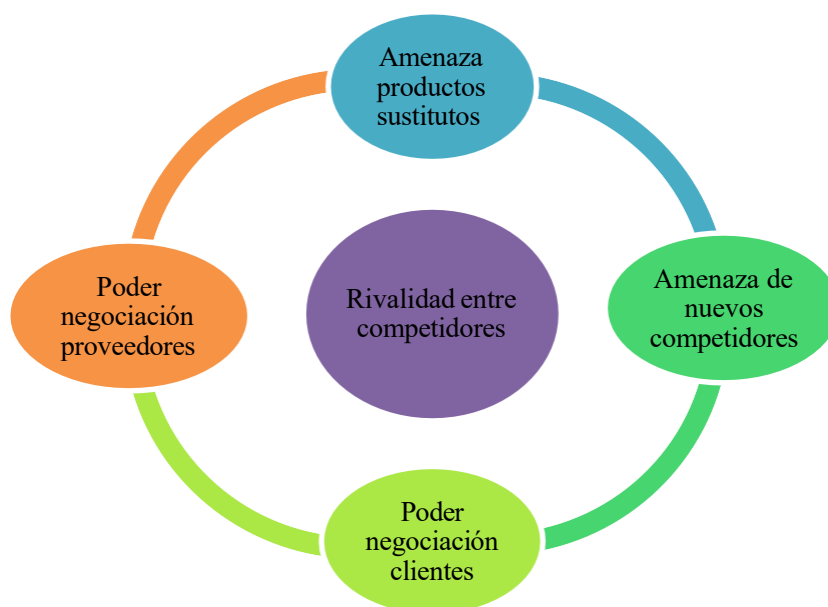 Amenaza
productos
sustitutos
Poder
negociación
proveedores
Rivalidad entre
competidores
Amenaza de
nuevos
competidores
Poder
negociación
clientes